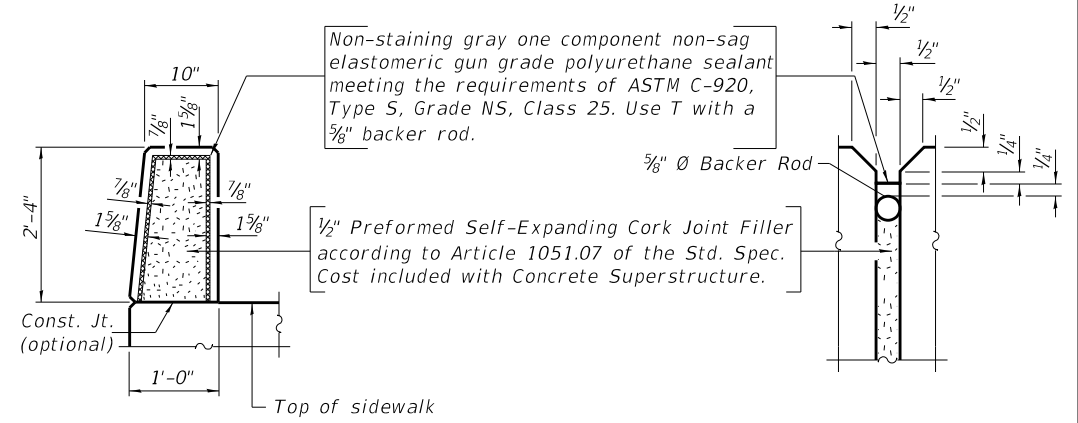 Non-staining gray one component non-sag
elastomeric gun grade polyurethane sealant
meeting the requirements of ASTM C-920,
Type S, Grade NS, Class 25. Use T with a
⅝" backer rod.
10"
⅞"
1⅝"
⅞"
⅞"
1⅝"
1⅝"
2'-4"
½" Preformed Self-Expanding Cork Joint Filler
according to Article 1051.07 of the Std. Spec.
Cost included with Concrete Superstructure.
Const. Jt.
(optional)
1'-0"
Top of sidewalk
½"
½"
½"
½"
¼"
¼"
⅝" Ø Backer Rod